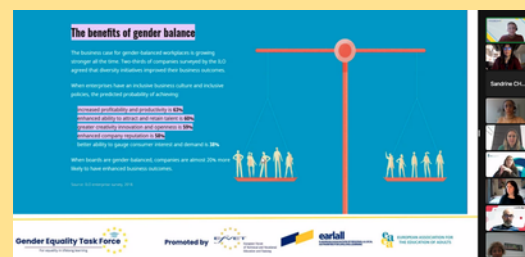 The benefits of gender balance
The business case for gender-balanced workplaces is growing
stronger all the time. Two-thirds of companies surveyed by the ILO
agreed that diversity initiatives improved their business outcomes.
When enterprises have an inclusive business culture and inclusive
policies, the predicted probability of achieving:
increased profitability and productivity is 63%
enhanced ability to attract and retain talent is 60%
greater creativity innovation and openness is 59%
enhanced company reputation is 58%
better ability to gauge consumer interest and demand is 38%
When boards are gender-balanced, companies are almost 20% more
likely to have enhanced business outcomes.
Sandrine CH...
Gender Equality Task Force
For equality in lifelong learning
Promoted by
earlall
EUROPEAN ASSOCIATION FOR
THE EDUCATION OF ADULTS